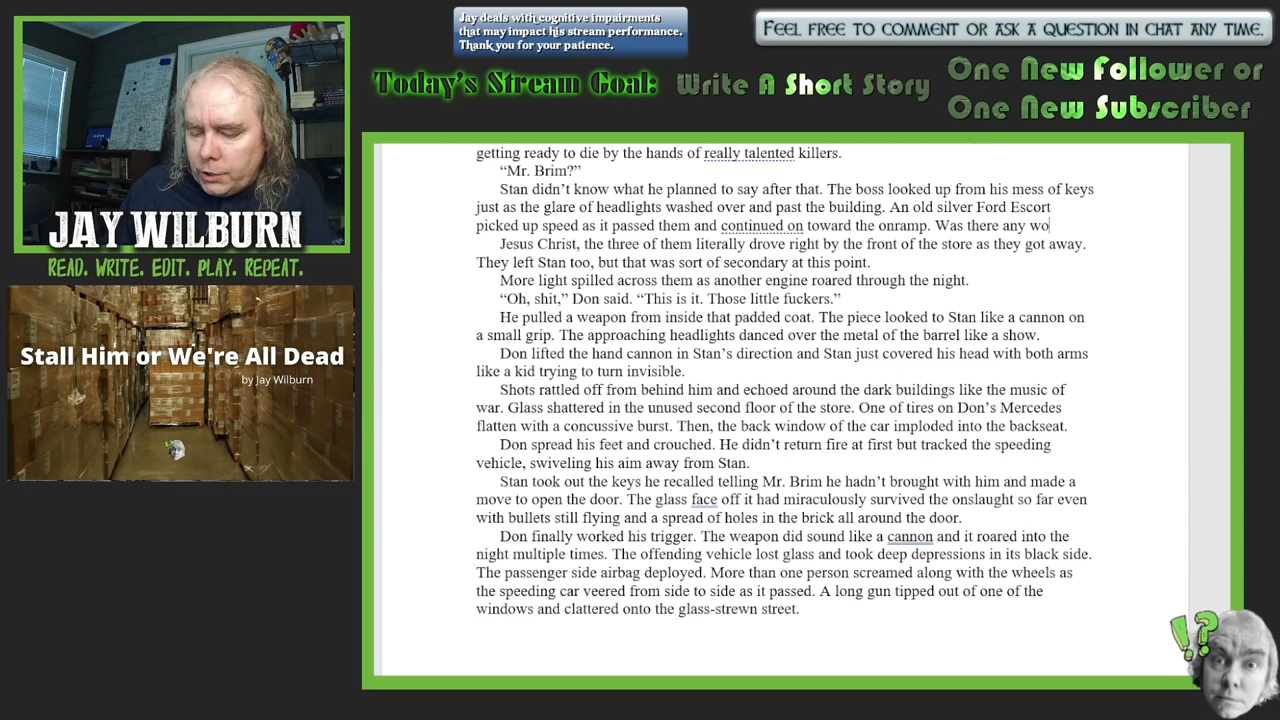 Jay deals with cognitive impairments
that may impact his stream performance.
Thank you for your patience.
FEEL FREE TO COMMENT OR ASK A QUESTION IN CHAT ANY TIME.
Today's Stream Goal:
Write A Short Story
One New Follower or
One New Subscriber
JAY WILBURN
READ. WRITE. EDIT. PLAY. REPEAT.
Stall Him or We're All Dead
by Jay Wilburn
getting ready to die by the hands of really talented killers.
“Mr. Brim?”
Stan didn’t know what he planned to say after that. The boss looked up from his mess of keys
just as the glare of headlights washed over and past the building. An old silver Ford Escort
picked up speed as it passed them and continued on toward the onramp. Was there any wo
Jesus Christ, the three of them literally drove right by the front of the store as they got away.
They left Stan too, but that was sort of secondary at this point.
More light spilled across them as another engine roared through the night.
“Oh, shit,” Don said. “This is it. Those little fuckers.”
He pulled a weapon from inside that padded coat. The piece looked to Stan like a cannon on
a small grip. The approaching headlights danced over the metal of the barrel like a show.
Don lifted the hand cannon in Stan’s direction and Stan just covered his head with both arms
like a kid trying to turn invisible.
Shots rattled off from behind him and echoed around the dark buildings like the music of
war. Glass shattered in the unused second floor of the store. One of tires on Don’s Mercedes
flatten with a concussive burst. Then, the back window of the car imploded into the backseat.
Don spread his feet and crouched. He didn’t return fire at first but tracked the speeding
vehicle, swiveling his aim away from Stan.
Stan took out the keys he recalled telling Mr. Brim he hadn’t brought with him and made a
move to open the door. The glass face off it had miraculously survived the onslaught so far even
with bullets still flying and a spread of holes in the brick all around the door.
Don finally worked his trigger. The weapon did sound like a cannon and it roared into the
night multiple times. The offending vehicle lost glass and took deep depressions in its black side.
The passenger side airbag deployed. More than one person screamed along with the wheels as
the speeding car veered from side to side as it passed. A long gun tipped out of one of the
windows and clattered onto the glass-strewn street.
!?